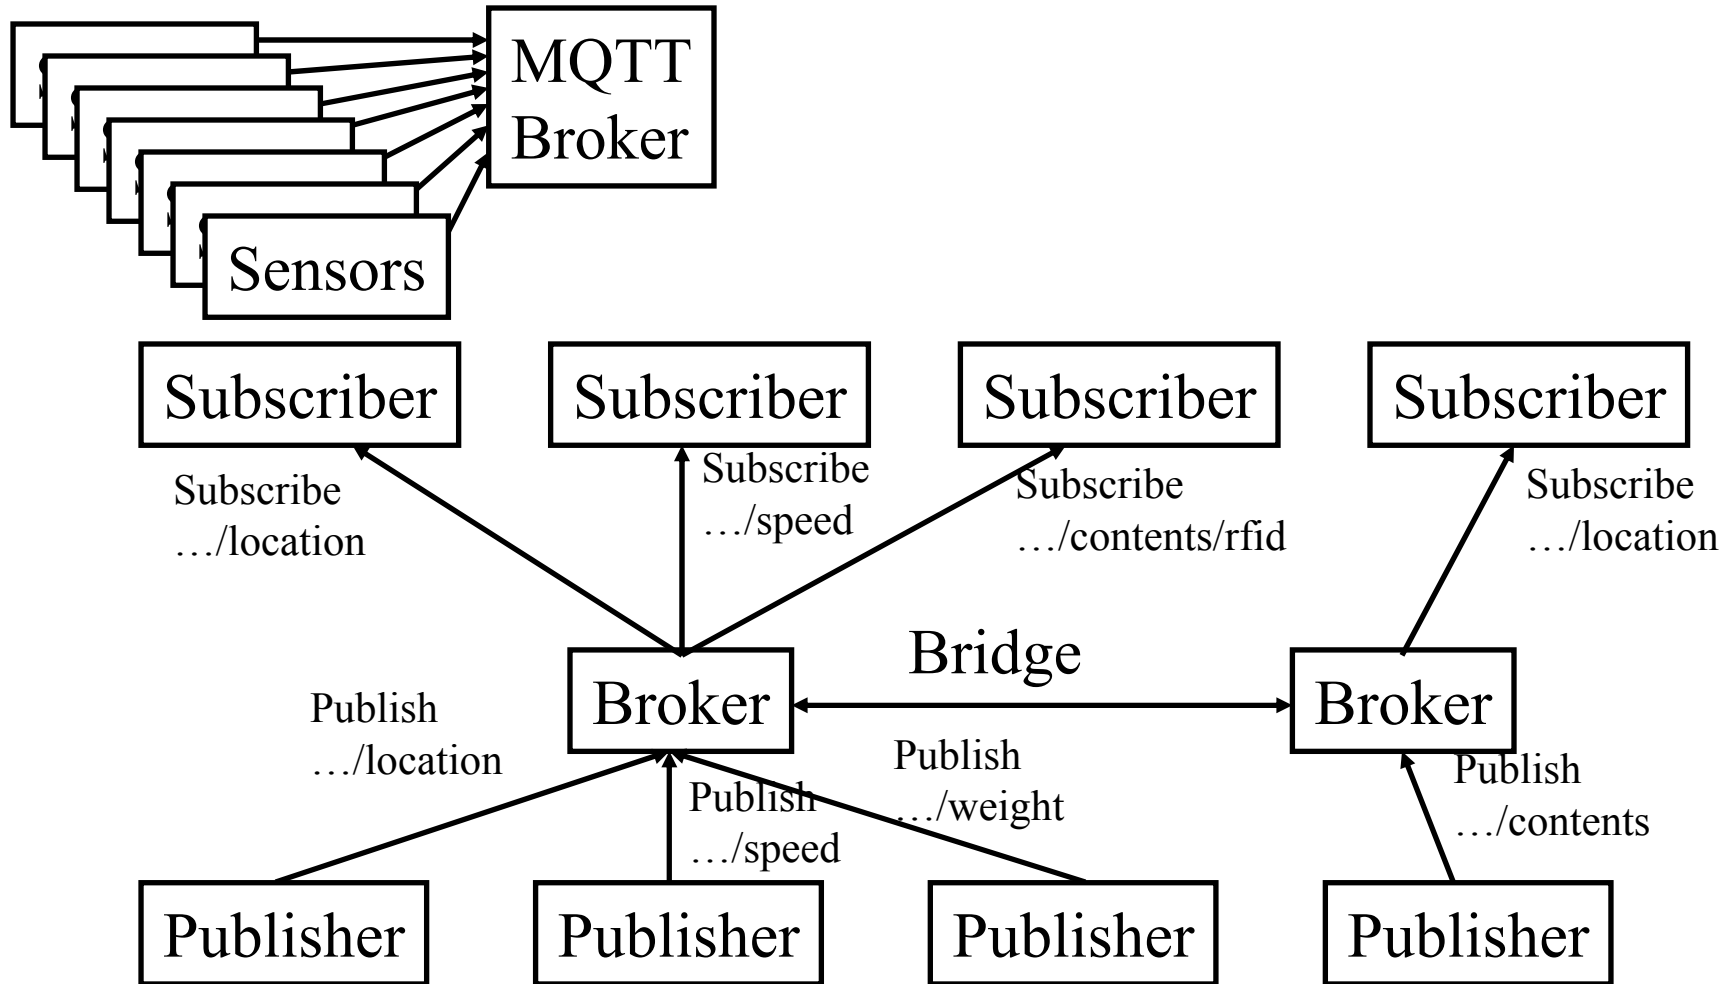 MQTT
Broker
Sensors
Subscriber
Subscriber
Subscriber
Subscriber
Subscribe
…/location
Subscribe
…/speed
Subscribe
…/contents/rfid
Subscribe
…/location
Bridge
Broker
Broker
Publish
…/location
Publish
…/speed
Publish
…/weight
Publish
…/contents
Publisher
Publisher
Publisher
Publisher